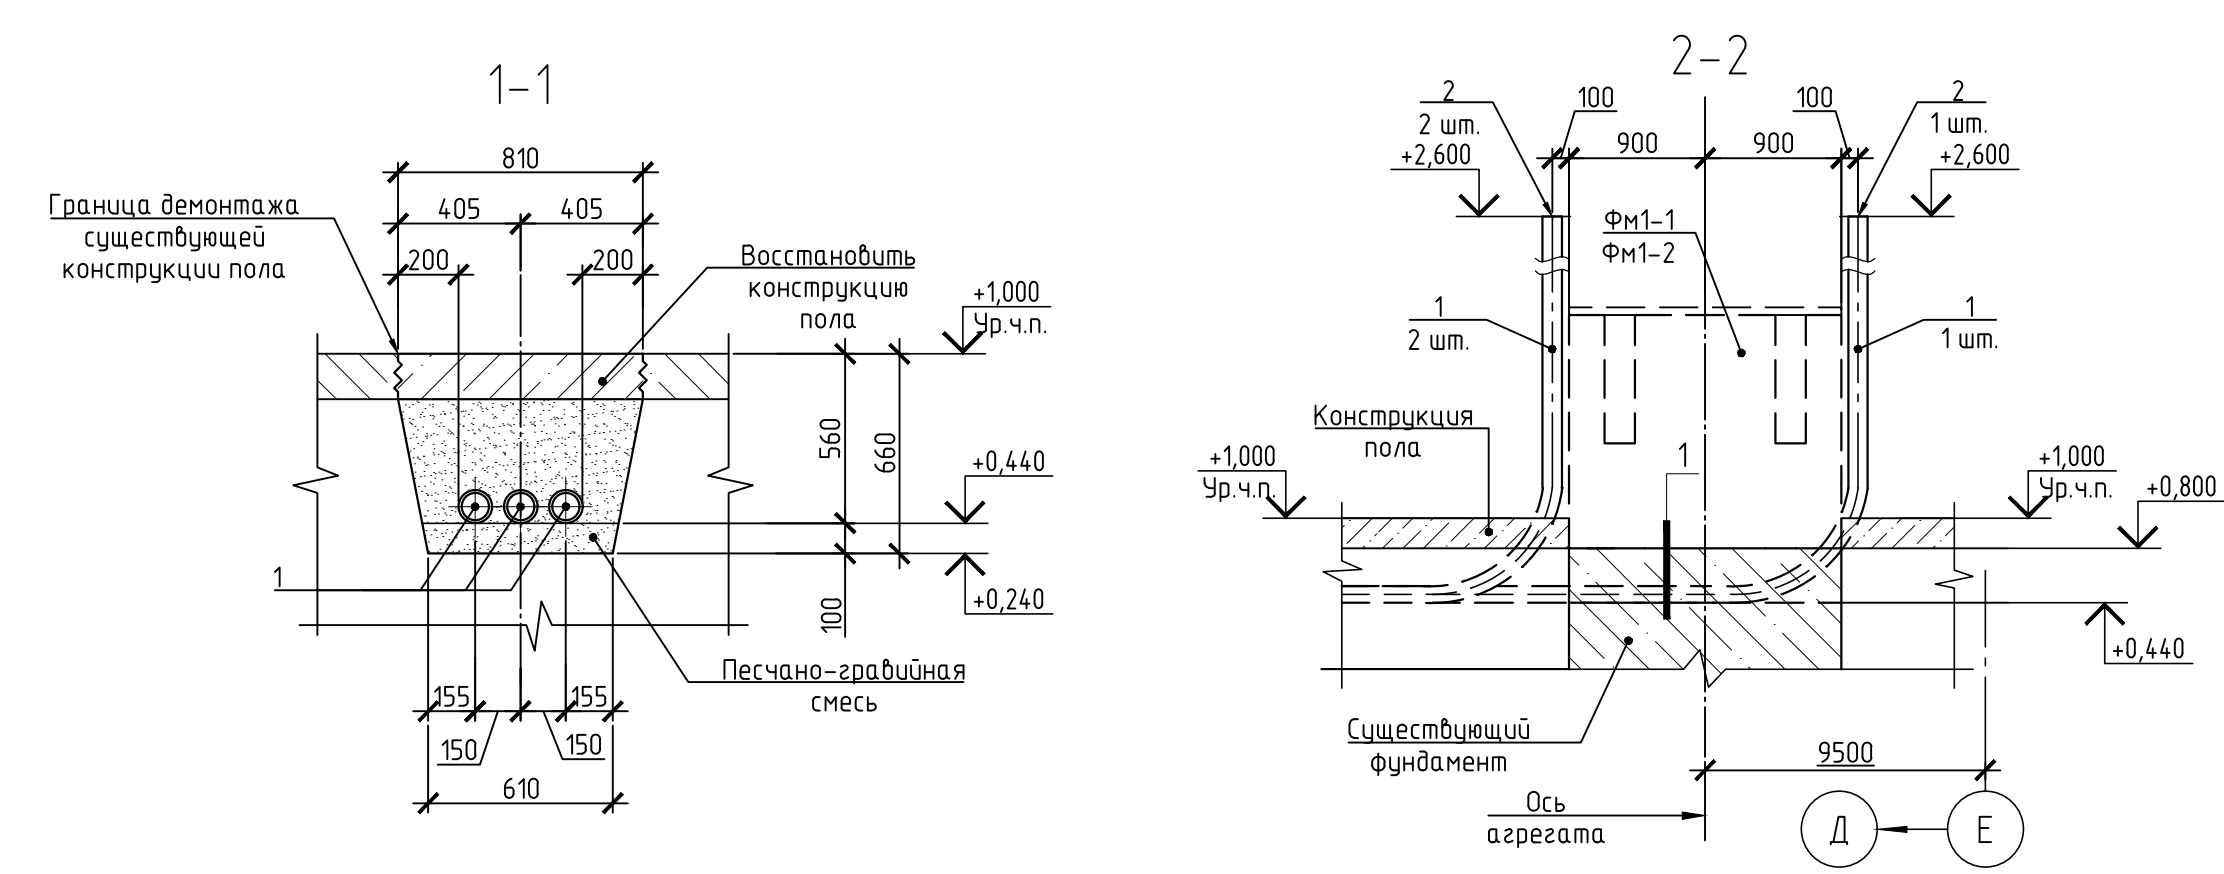 1-1
810
405
405
200
200
Граница демонтажа
существующей
конструкции пола
Восстановить
конструкцию
пола
+1,000
Ур.ч.п.
560
660
+0,440
100
+0,240
1
Песчано-гравийная
смесь
155
155
150
150
610
2-2
2
2 шт.
100
100
2
1 шт.
900
900
+2,600
+2,600
Фм1-1
Фм1-2
1
2 шт.
1
1 шт.
Конструкция
пола
1
+1,000
Ур.ч.п.
+1,000
Ур.ч.п.
+0,800
+0,440
Существующий
фундамент
9500
Ось
агрегата
Д
Е